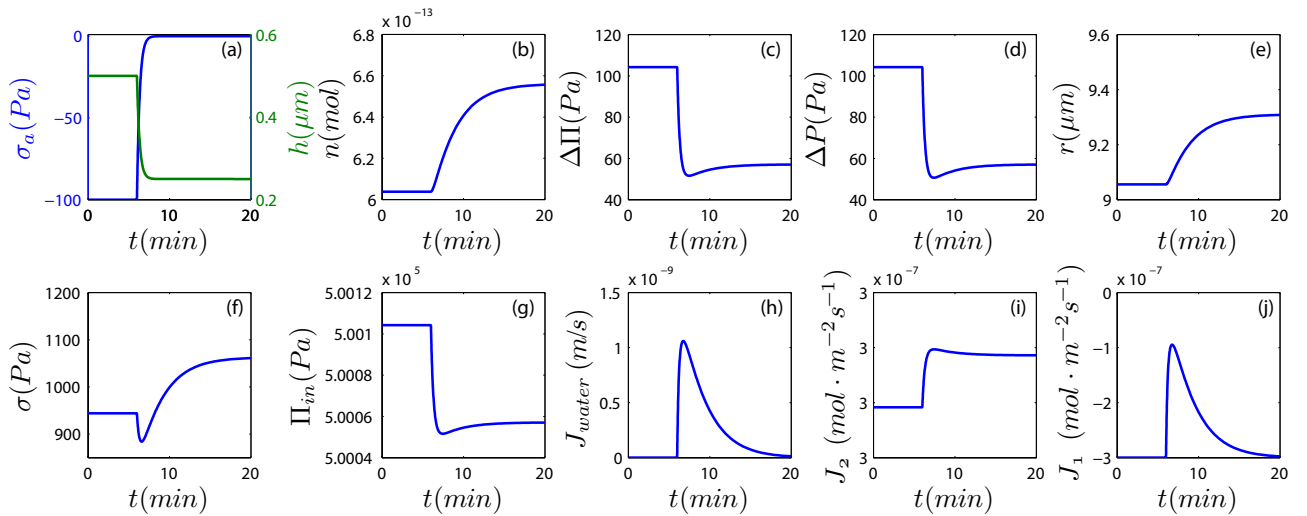 (a)
σ_a(Pa)
0
−50
−100
0.6
0.4
0.2
h(μm)
0 10 20
t(min)
(b)
x 10^−13
n(mol)
6.8
6.6
6.4
6.2
6
0 10 20
t(min)
(c)
ΔΠ(Pa)
120
100
80
60
40
0 10 20
t(min)
(d)
ΔP(Pa)
120
100
80
60
40
0 10 20
t(min)
(e)
r(μm)
9.6
9.4
9.2
9
0 10 20
t(min)
(f)
σ(Pa)
1200
1100
1000
900
0 10 20
t(min)
(g)
x 10^5
Π_in(Pa)
5.0012
5.001
5.0008
5.0006
5.0004
0 10 20
t(min)
(h)
x 10^−9
J_water (m/s)
1.5
1
0.5
0
0 10 20
t(min)
(i)
x 10^−7
J_2 (mol · m^−2 s^−1)
3
3
3
3
0 10 20
t(min)
(j)
x 10^−7
J_1 (mol · m^−2 s^−1)
0
−1
−2
−3
0 10 20
t(min)